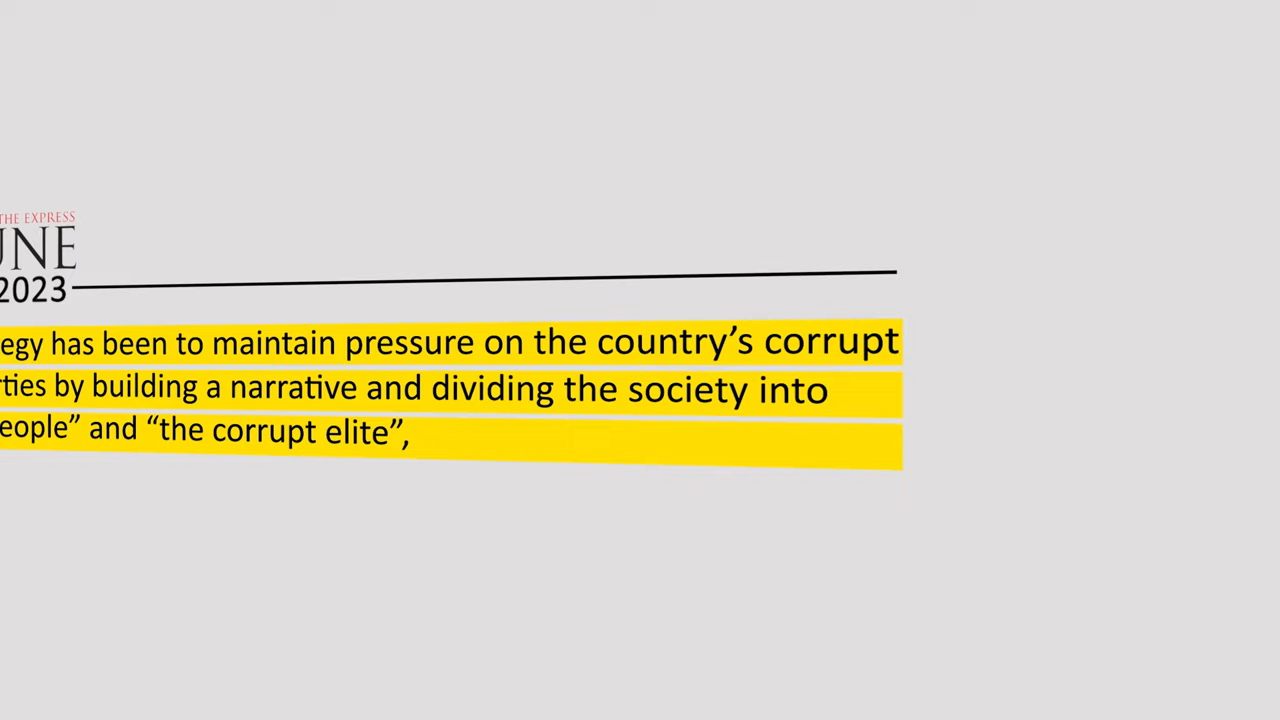 THE EXPRESS
UNE
2023
egy has been to maintain pressure on the country’s corrupt
ties by building a narrative and dividing the society into
eople” and “the corrupt elite”,